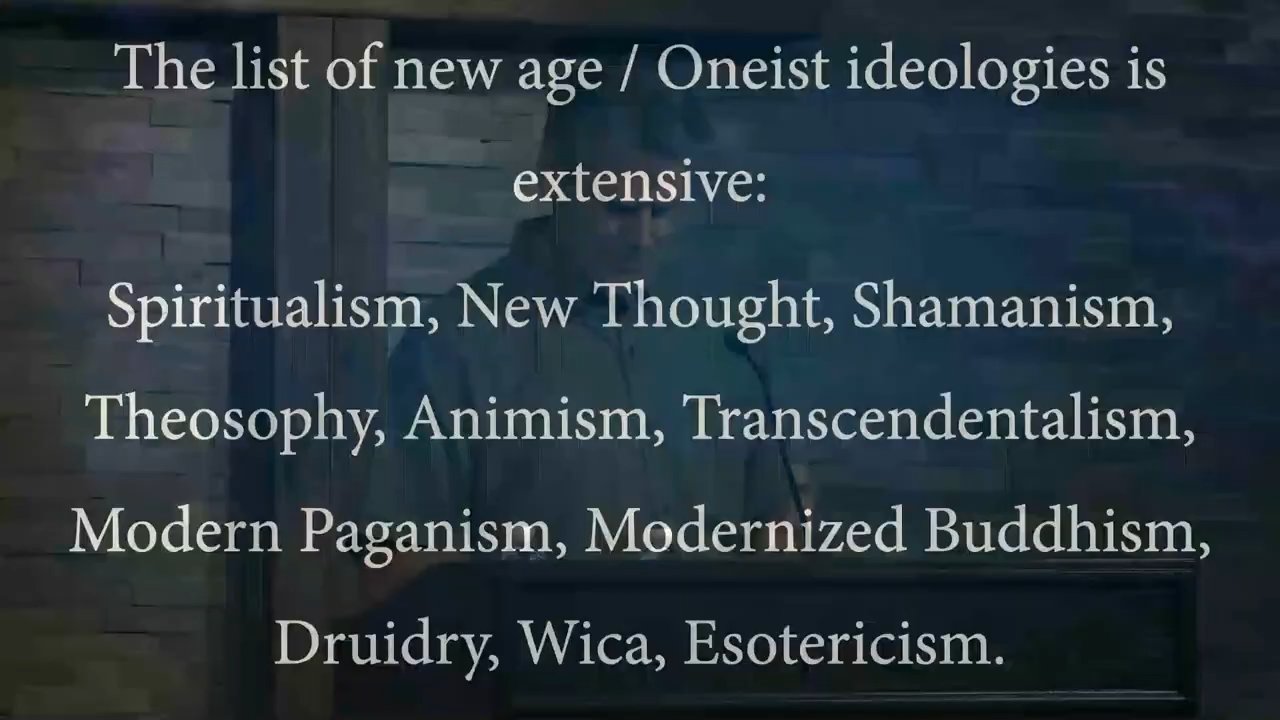 The list of new age / Oneist ideologies is
extensive:
Spiritualism, New Thought, Shamanism,
Theosophy, Animism, Transcendentalism,
Modern Paganism, Modernized Buddhism,
Druidry, Wica, Esotericism.